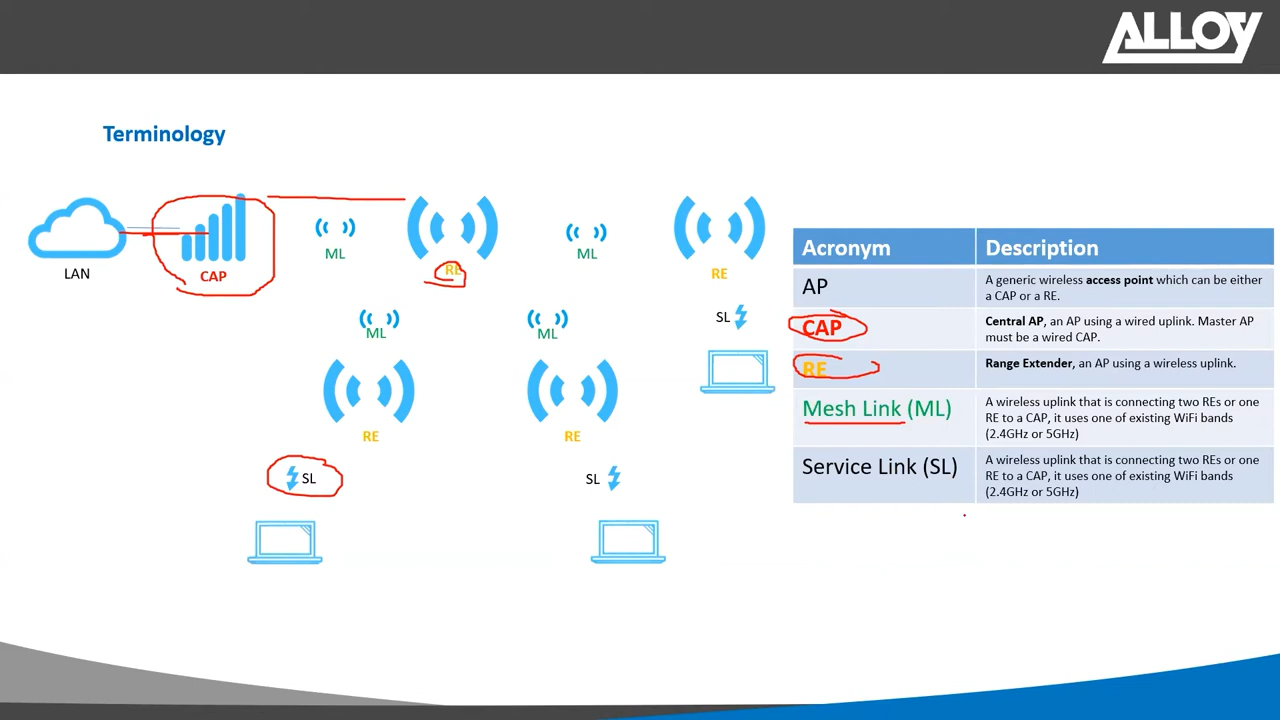 ALLOY
Terminology
LAN
CAP
ML
RE
ML
RE
ML
ML
SL
RE
RE
SL
SL
Acronym Description
AP A generic wireless access point which can be either
a CAP or a RE.
CAP Central AP, an AP using a wired uplink. Master AP
must be a wired CAP.
RE Range Extender, an AP using a wireless uplink.
Mesh Link (ML) A wireless uplink that is connecting two REs or one
RE to a CAP, it uses one of existing WiFi bands
(2.4GHz or 5GHz)
Service Link (SL) A wireless uplink that is connecting two REs or one
RE to a CAP, it uses one of existing WiFi bands
(2.4GHz or 5GHz)